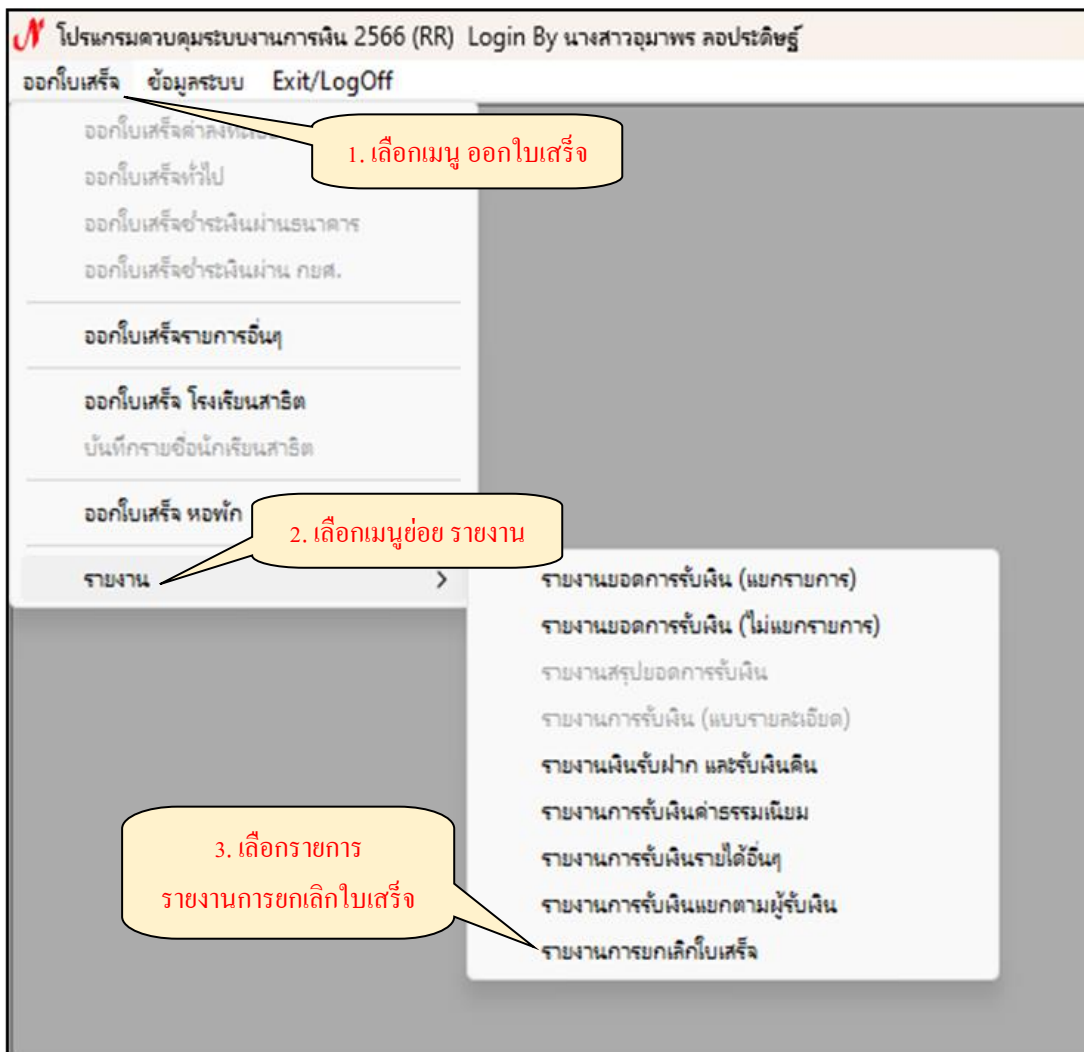 โปรแกรมควบคุมระบบงานการเงิน 2566 (RR) Login By นางสาวอุมาพร ลอประดิษฐ์
ออกใบเสร็จ ข้อมูลระบบ Exit/LogOff
1. เลือกเมนู ออกใบเสร็จ
ออกใบเสร็จทั่วไป
ออกใบเสร็จชำระเงินผ่านธนาคาร
ออกใบเสร็จชำระเงินผ่าน กยศ.
ออกใบเสร็จรายการอื่นๆ
ออกใบเสร็จ โรงเรียนสาธิต
บันทึกรายชื่อนักเรียนสาธิต
ออกใบเสร็จ หอพัก
2. เลือกเมนูย่อย รายงาน
รายงาน
รายงานยอดการรับเงิน (แยกรายการ)
รายงานยอดการรับเงิน (ไม่แยกรายการ)
รายงานสรุปยอดการรับเงิน
รายงานการรับเงิน (แบบรายละเอียด)
รายงานเงินรับฝาก และรับเงินคืน
รายงานการรับเงินค่าธรรมเนียม
รายงานการรับเงินรายได้อื่นๆ
รายงานการรับเงินแยกตามผู้รับเงิน
รายงานการยกเลิกใบเสร็จ
3. เลือกรายการ
รายงานการยกเลิกใบเสร็จ